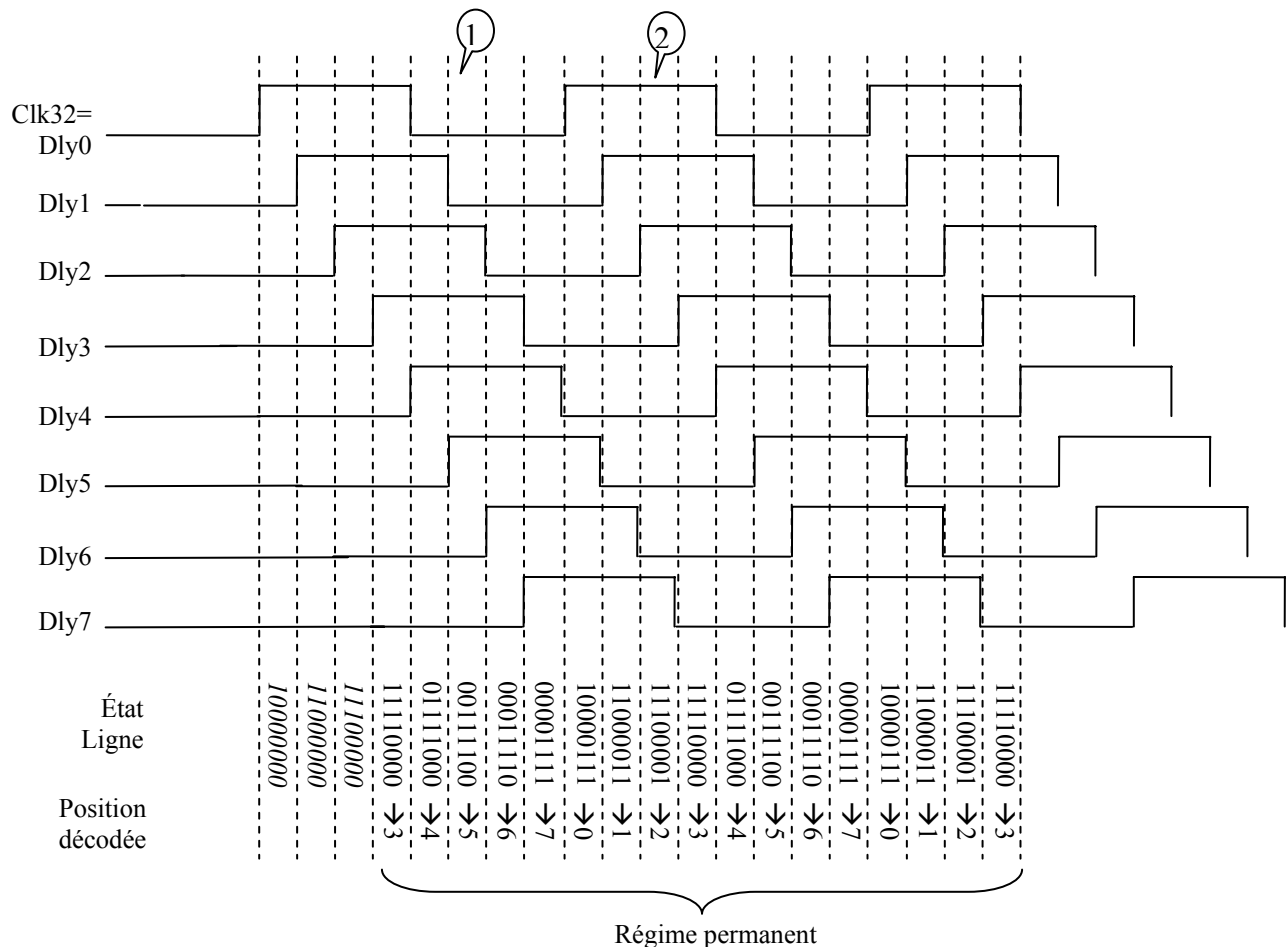 1
2
Clk32=
Dly0
Dly1
Dly2
Dly3
Dly4
Dly5
Dly6
Dly7
État
Ligne
10000000
11000000
11100000
11110000
01111000
00111100
00011110
00001111
10000111
11000011
11100001
11110000
01111000
00111100
00011110
00001111
10000111
11000011
11100001
11110000
Position
décodée
→3
→4
→5
→6
→7
→0
→1
→2
→3
→4
→5
→6
→7
→0
→1
→2
→3
Régime permanent